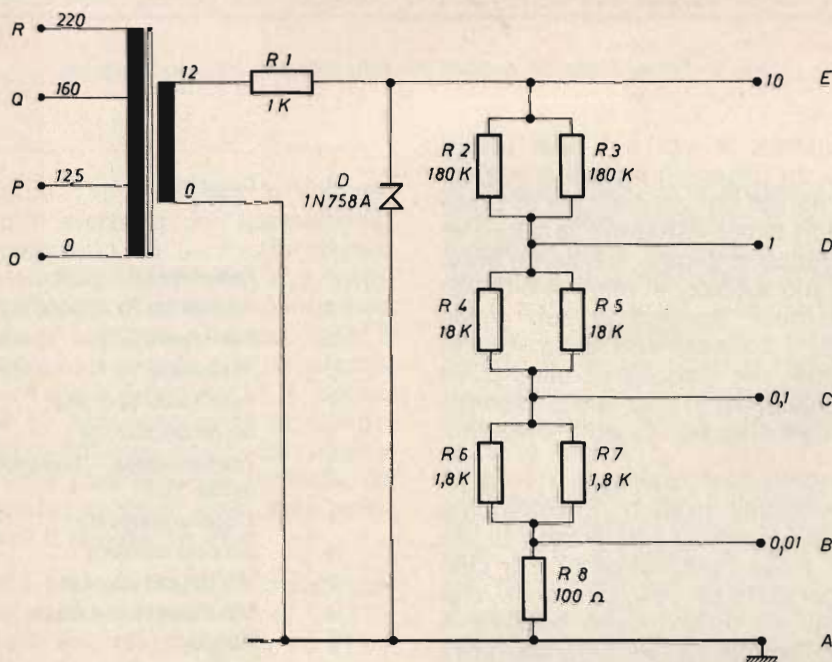 R 220
12
R 1
1 K
10 E
Q 160
R 2
180 K
R 3
180 K
P 125
D
1N758A
0
1 D
O 0
R 4
18 K
R 5
18 K
0,1 C
R 6
1,8 K
R 7
1,8 K
0,01 B
R 8
100 Ω
A